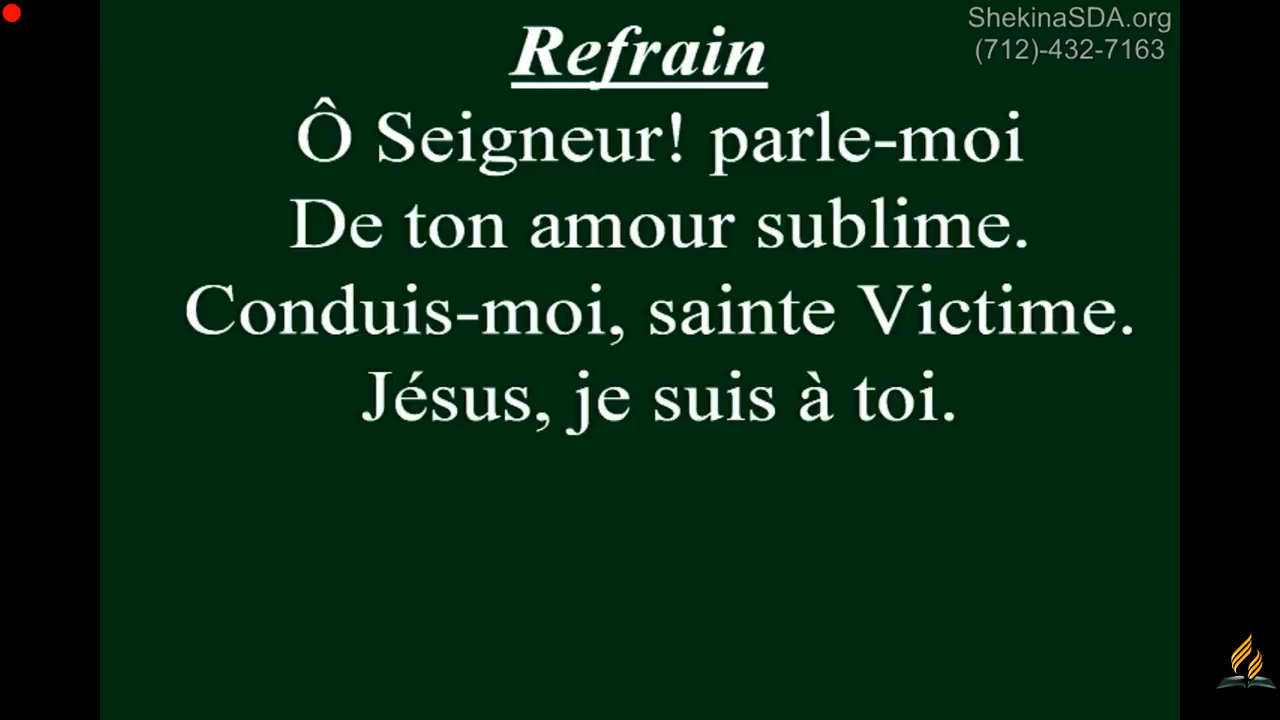 ShekinaSDA.org
(712)-432-7163
Refrain
Ô Seigneur! parle-moi
De ton amour sublime.
Conduis-moi, sainte Victime.
Jésus, je suis à toi.